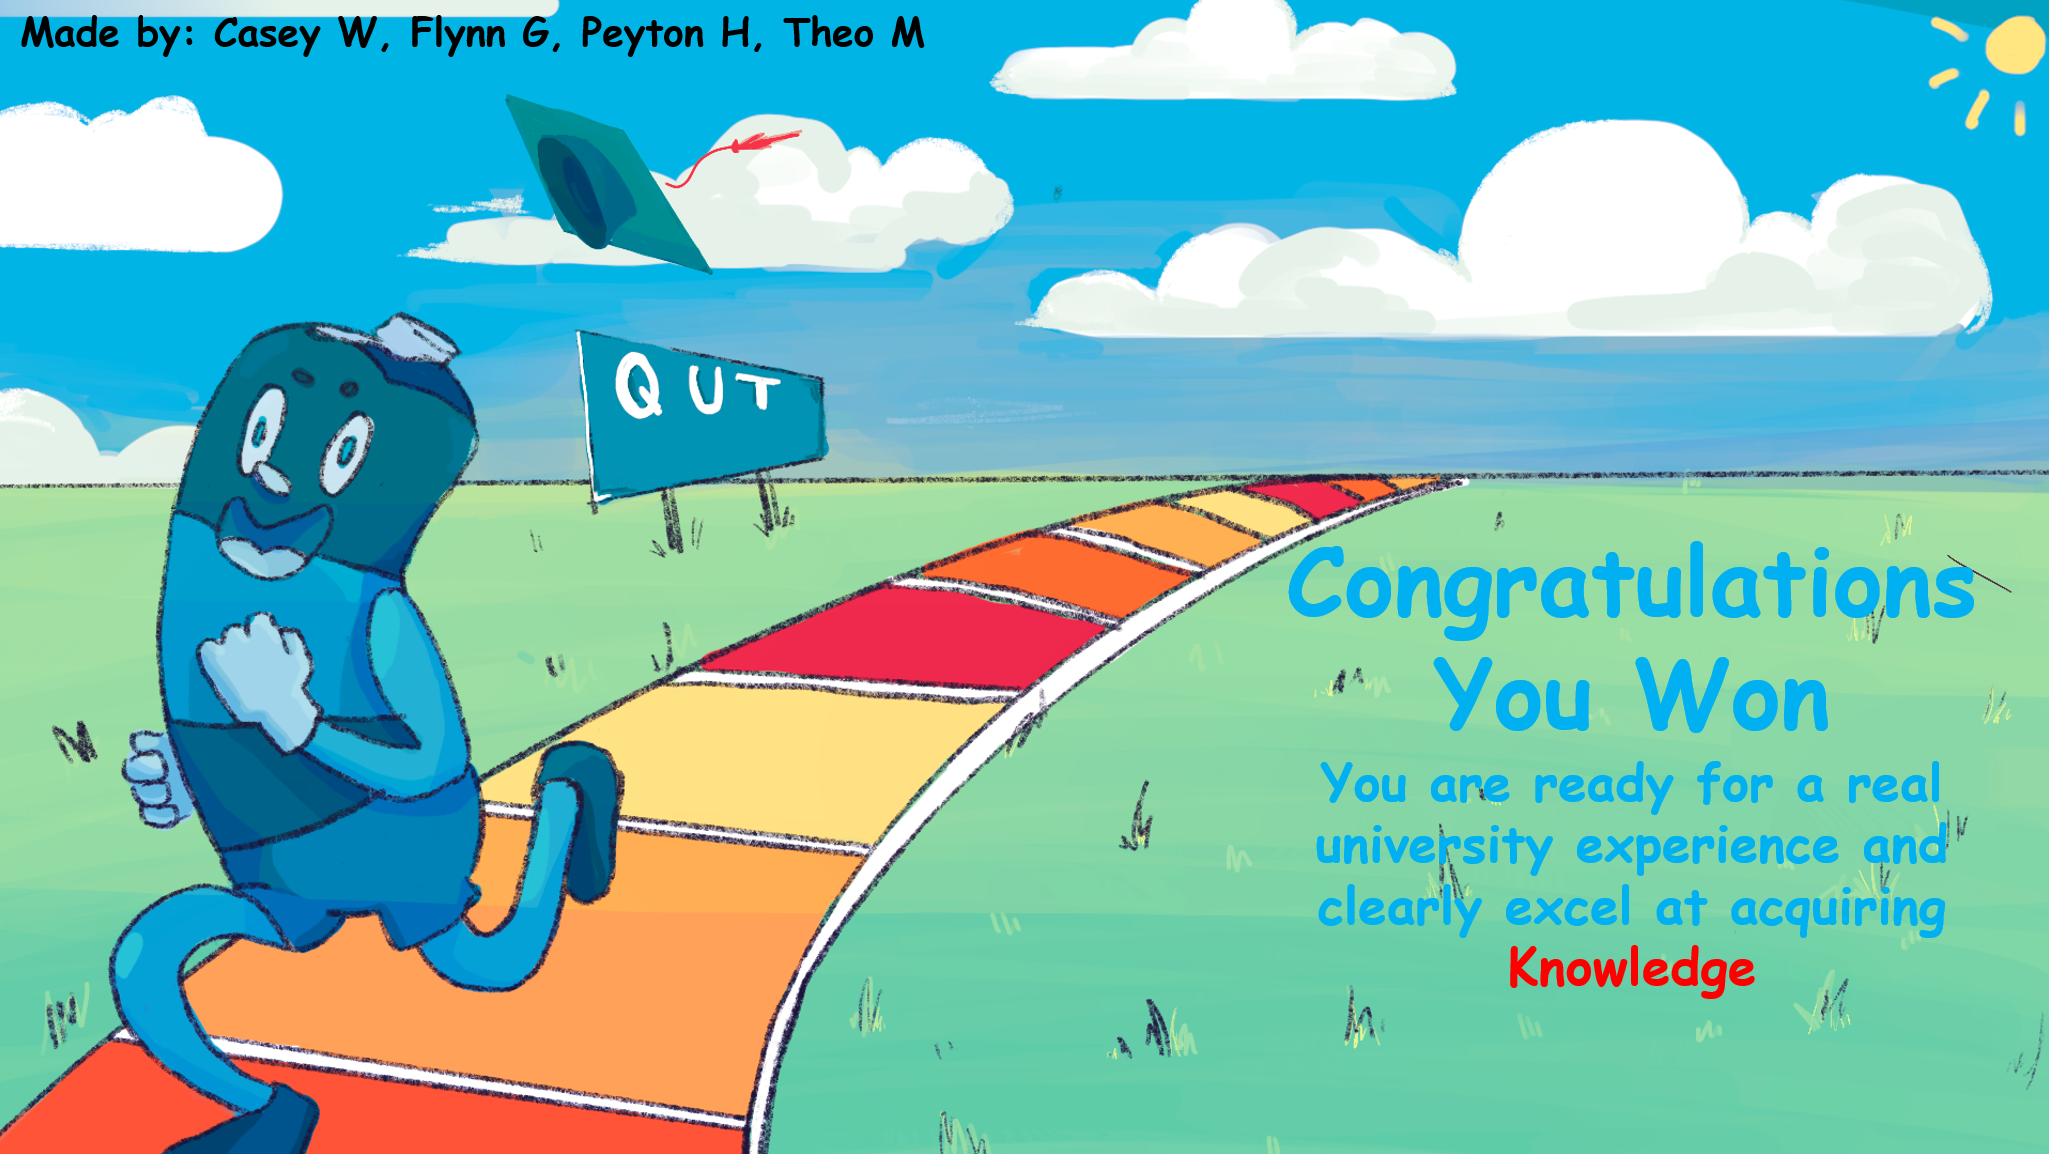 Made by: Casey W, Flynn G, Peyton H, Theo M
QUT
Congratulations
You Won
You are ready for a real
university experience and
clearly excel at acquiring
Knowledge